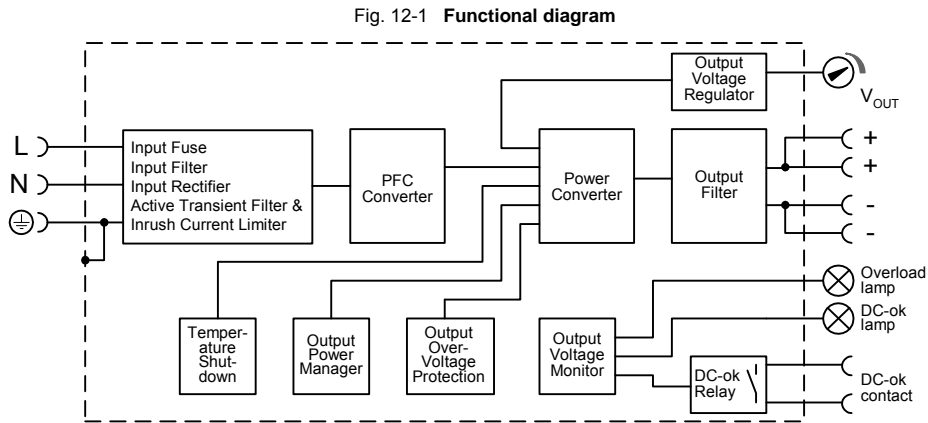 Fig. 12-1 Functional diagram
Output
Voltage
Regulator
V_OUT
L
N
Input Fuse
Input Filter
Input Rectifier
Active Transient Filter &
Inrush Current Limiter
PFC
Converter
Power
Converter
Output
Filter
+
+
-
-
Temper-
ature
Shut-
down
Output
Power
Manager
Output
Over-
Voltage
Protection
Output
Voltage
Monitor
DC-ok
Relay
Overload
lamp
DC-ok
lamp
DC-ok
contact